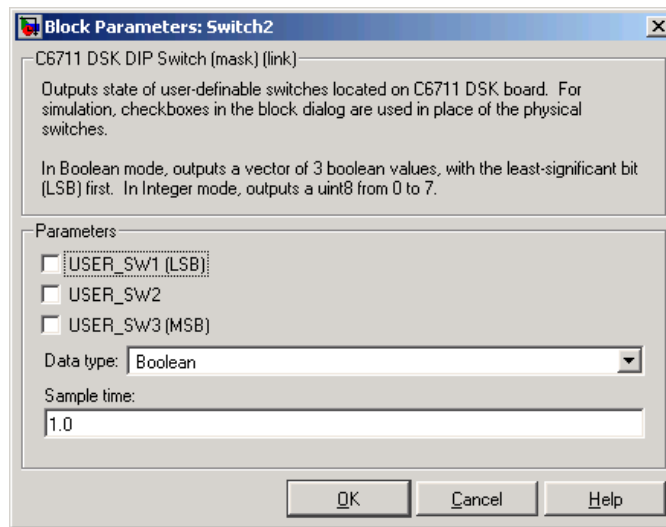 Block Parameters: Switch2
C6711 DSK DIP Switch (mask) (link)
Outputs state of user-definable switches located on C6711 DSK board.  For
simulation, checkboxes in the block dialog are used in place of the physical
switches.
In Boolean mode, outputs a vector of 3 boolean values, with the least-significant bit
(LSB) first.  In Integer mode, outputs a uint8 from 0 to 7.
Parameters
USER_SW1 (LSB)
USER_SW2
USER_SW3 (MSB)
Data type: Boolean
Sample time:
1.0
OK Cancel Help